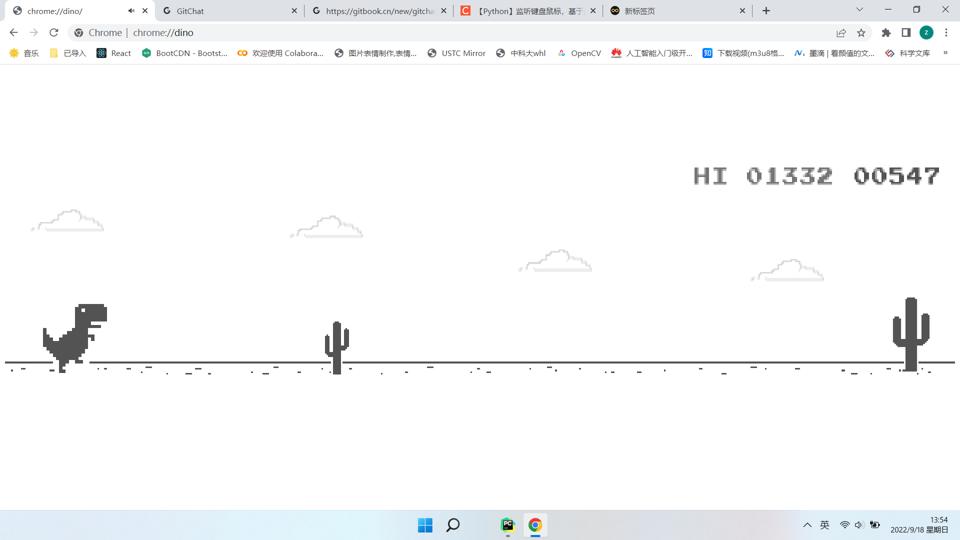 chrome://dino/
GitChat
https://gitbook.cn/new/gitcha
【Python】监听键盘鼠标，基于
新标签页
Chrome | chrome://dino
音乐
已导入
React
BootCDN - Bootst...
欢迎使用 Colabora...
图片表情制作,表情...
USTC Mirror
中科大whl
OpenCV
人工智能入门极开...
下载视频(m3u8格...
墨滴 | 看颜值的文...
科学文库
»
HI 01332 00547
英
13:54
2022/9/18 星期日